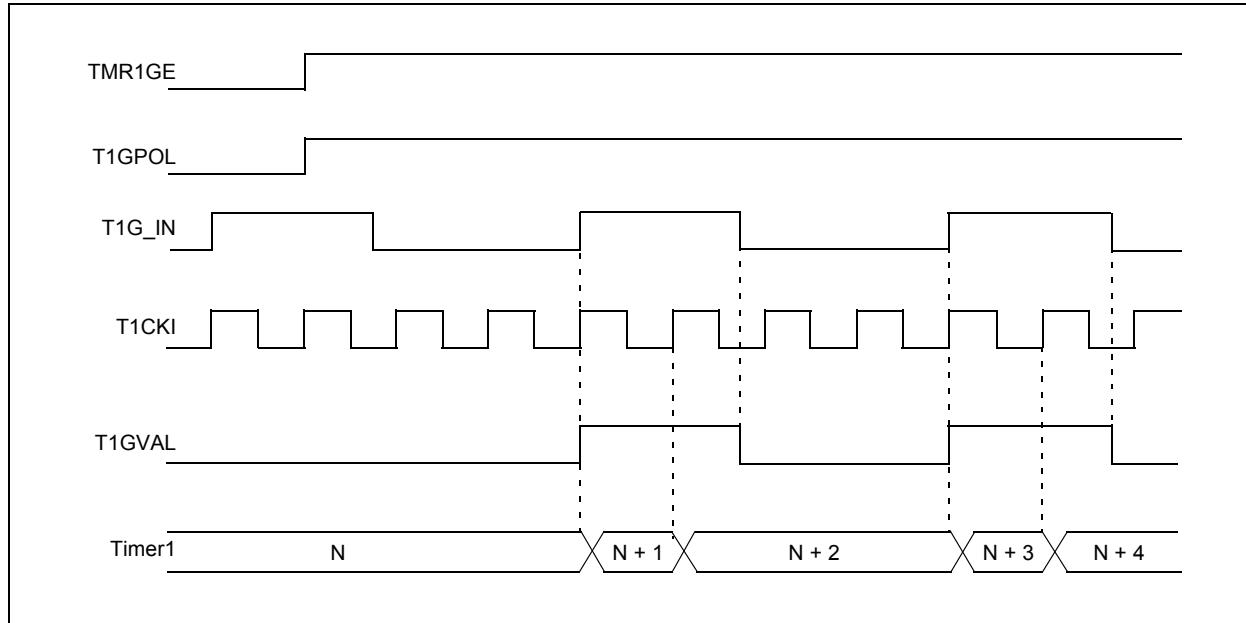 TMR1GE
T1GPOL
T1G_IN
T1CKI
T1GVAL
Timer1 N N + 1 N + 2 N + 3 N + 4